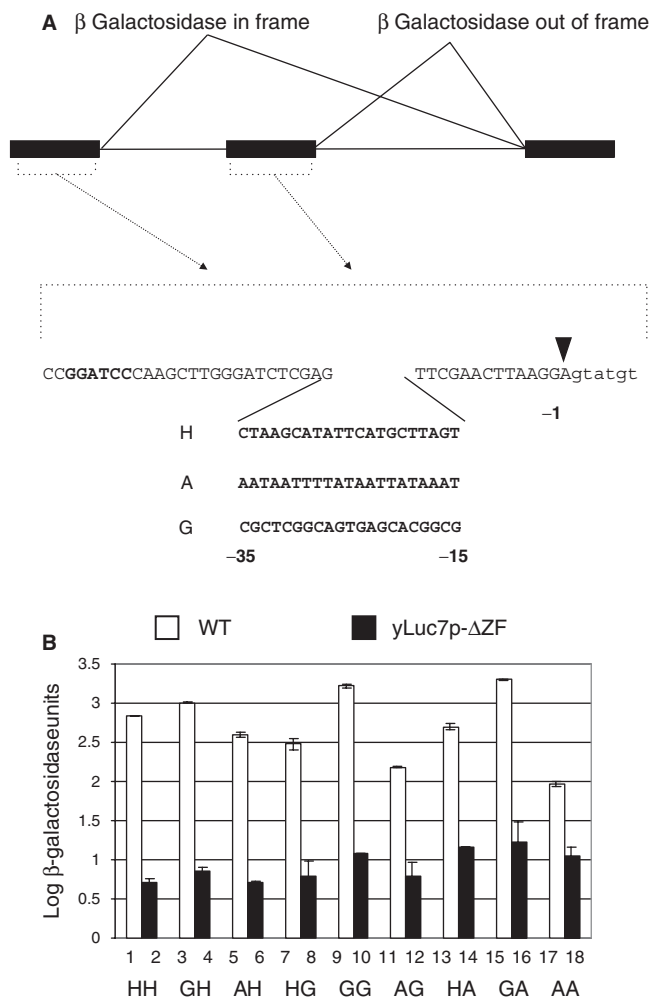 A β Galactosidase in frame β Galactosidase out of frame
CCGGATCCCAAGCTTGGGATCTCGAG TTCGAACTTAAGGAgtatgt
−1
H CTAAGCATATTCATGCTTAGT
A AATAATTTTATAATTATAAAT
G CGCTCGGCAGTGAGCACGGCG
−35 −15
B WT yLuc7p-ΔZF
Log β-galactosidaseunits
3.5
3
2.5
2
1.5
1
0.5
0
1 2 3 4 5 6 7 8 9 10 11 12 13 14 15 16 17 18
HH GH AH HG GG AG HA GA AA